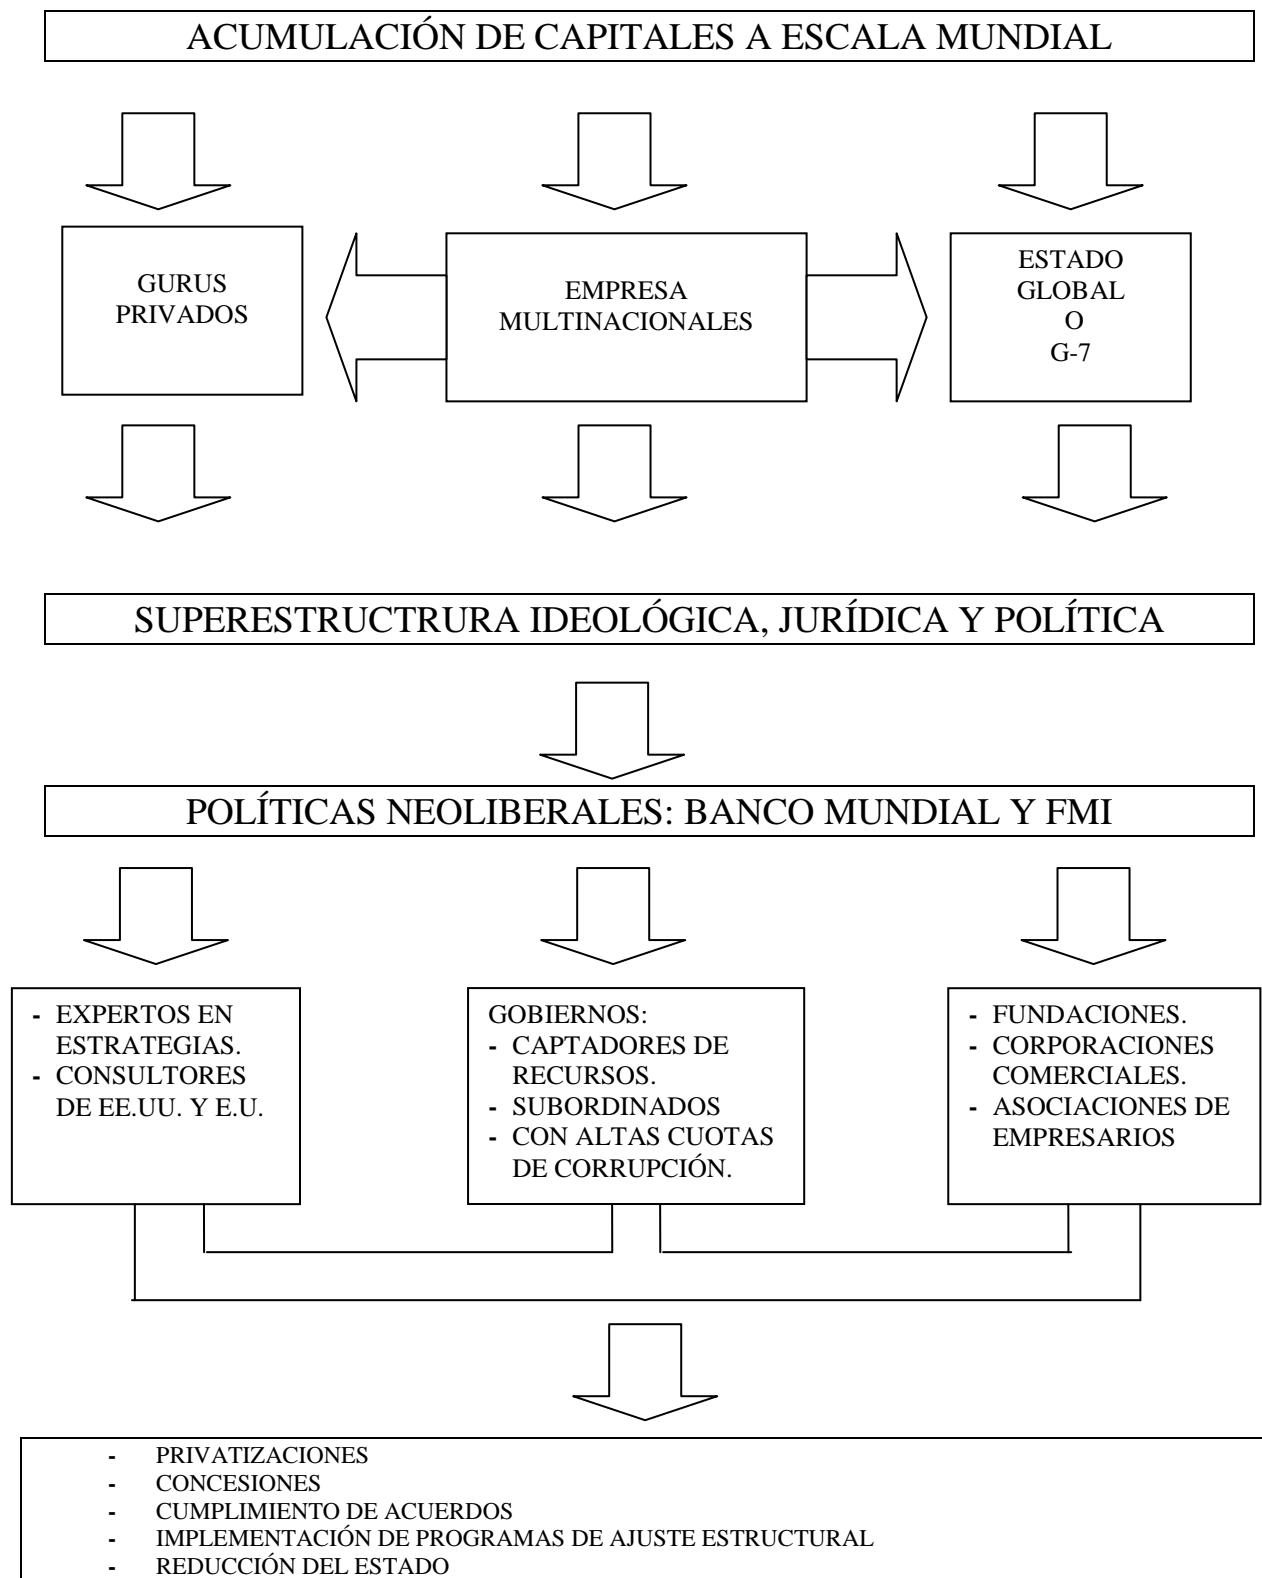 ACUMULACIÓN DE CAPITALES A ESCALA MUNDIAL
GURUS
PRIVADOS
EMPRESA
MULTINACIONALES
ESTADO
GLOBAL
O
G-7
SUPERESTRUCTRURA IDEOLÓGICA, JURÍDICA Y POLÍTICA
POLÍTICAS NEOLIBERALES: BANCO MUNDIAL Y FMI
- EXPERTOS EN
ESTRATEGIAS.
- CONSULTORES
DE EE.UU. Y E.U.
GOBIERNOS:
- CAPTADORES DE
RECURSOS.
- SUBORDINADOS
- CON ALTAS CUOTAS
DE CORRUPCIÓN.
- FUNDACIONES.
- CORPORACIONES
COMERCIALES.
- ASOCIACIONES DE
EMPRESARIOS
- PRIVATIZACIONES
- CONCESIONES
- CUMPLIMIENTO DE ACUERDOS
- IMPLEMENTACIÓN DE PROGRAMAS DE AJUSTE ESTRUCTURAL
- REDUCCIÓN DEL ESTADO